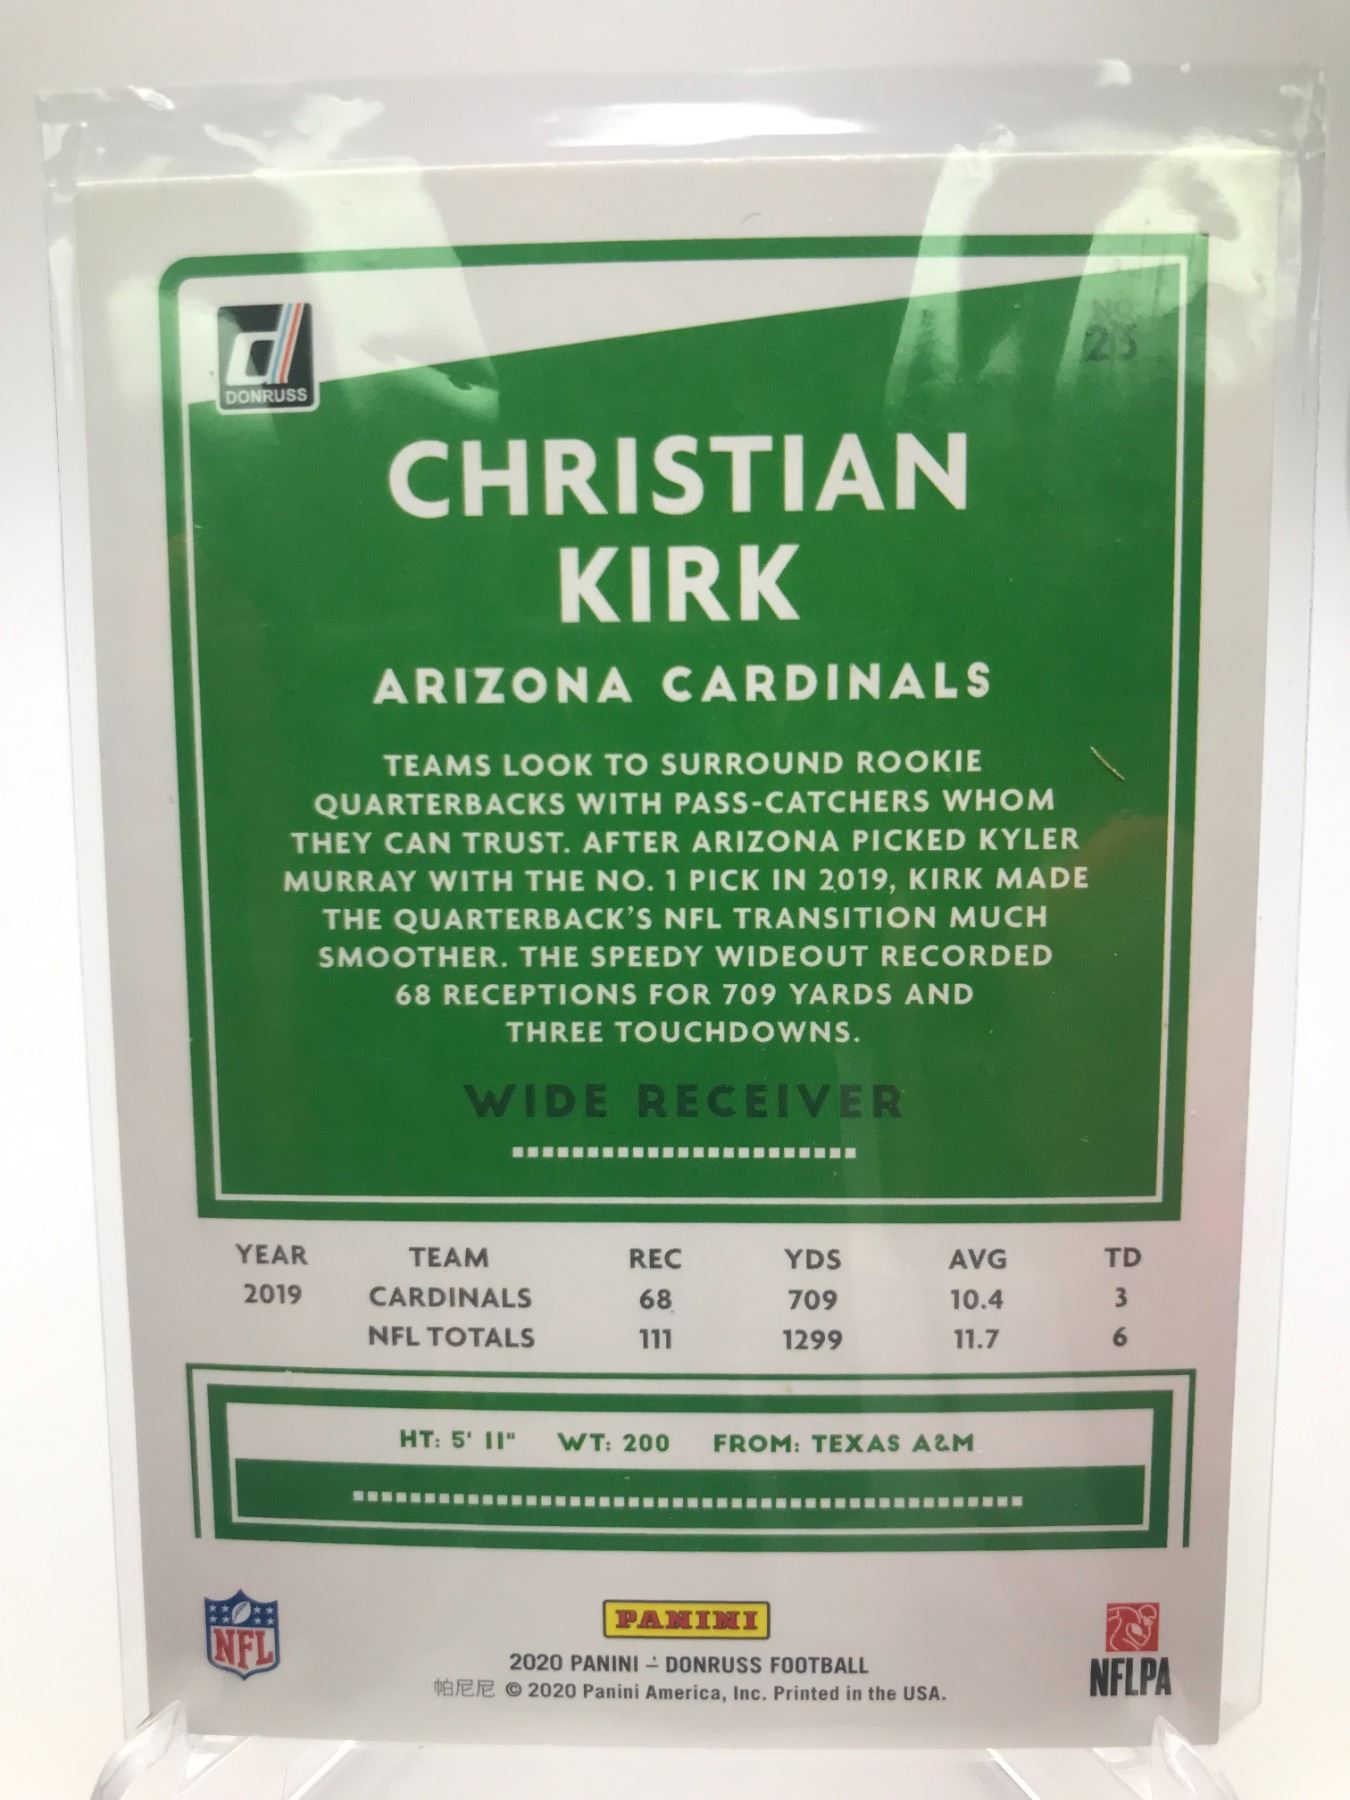 DONRUSS
CHRISTIAN
KIRK
ARIZONA CARDINALS
TEAMS LOOK TO SURROUND ROOKIE
QUARTERBACKS WITH PASS-CATCHERS WHOM
THEY CAN TRUST. AFTER ARIZONA PICKED KYLER
MURRAY WITH THE NO. 1 PICK IN 2019, KIRK MADE
THE QUARTERBACK'S NFL TRANSITION MUCH
SMOOTHER. THE SPEEDY WIDEOUT RECORDED
68 RECEPTIONS FOR 709 YARDS AND
THREE TOUCHDOWNS.
WIDE RECEIVER
YEAR TEAM REC YDS AVG TD
2019 CARDINALS 68 709 10.4 3
NFL TOTALS 111 1299 11.7 6
HT: 5' 11" WT: 200 FROM: TEXAS A&M
NFL
PANINI
NFLPA
2020 PANINI – DONRUSS FOOTBALL
帕尼尼 © 2020 Panini America, Inc. Printed in the USA.